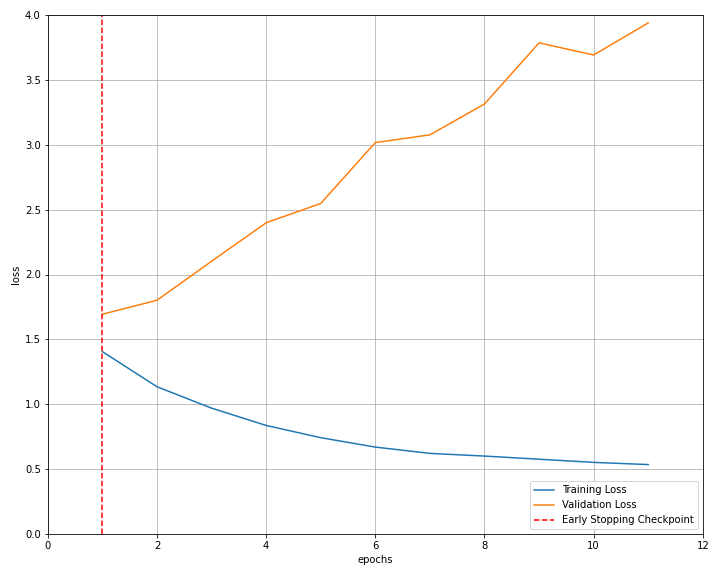 4.0
3.5
3.0
2.5
2.0
1.5
1.0
0.5
0.0
loss
0 2 4 6 8 10 12
epochs
Training Loss
Validation Loss
Early Stopping Checkpoint